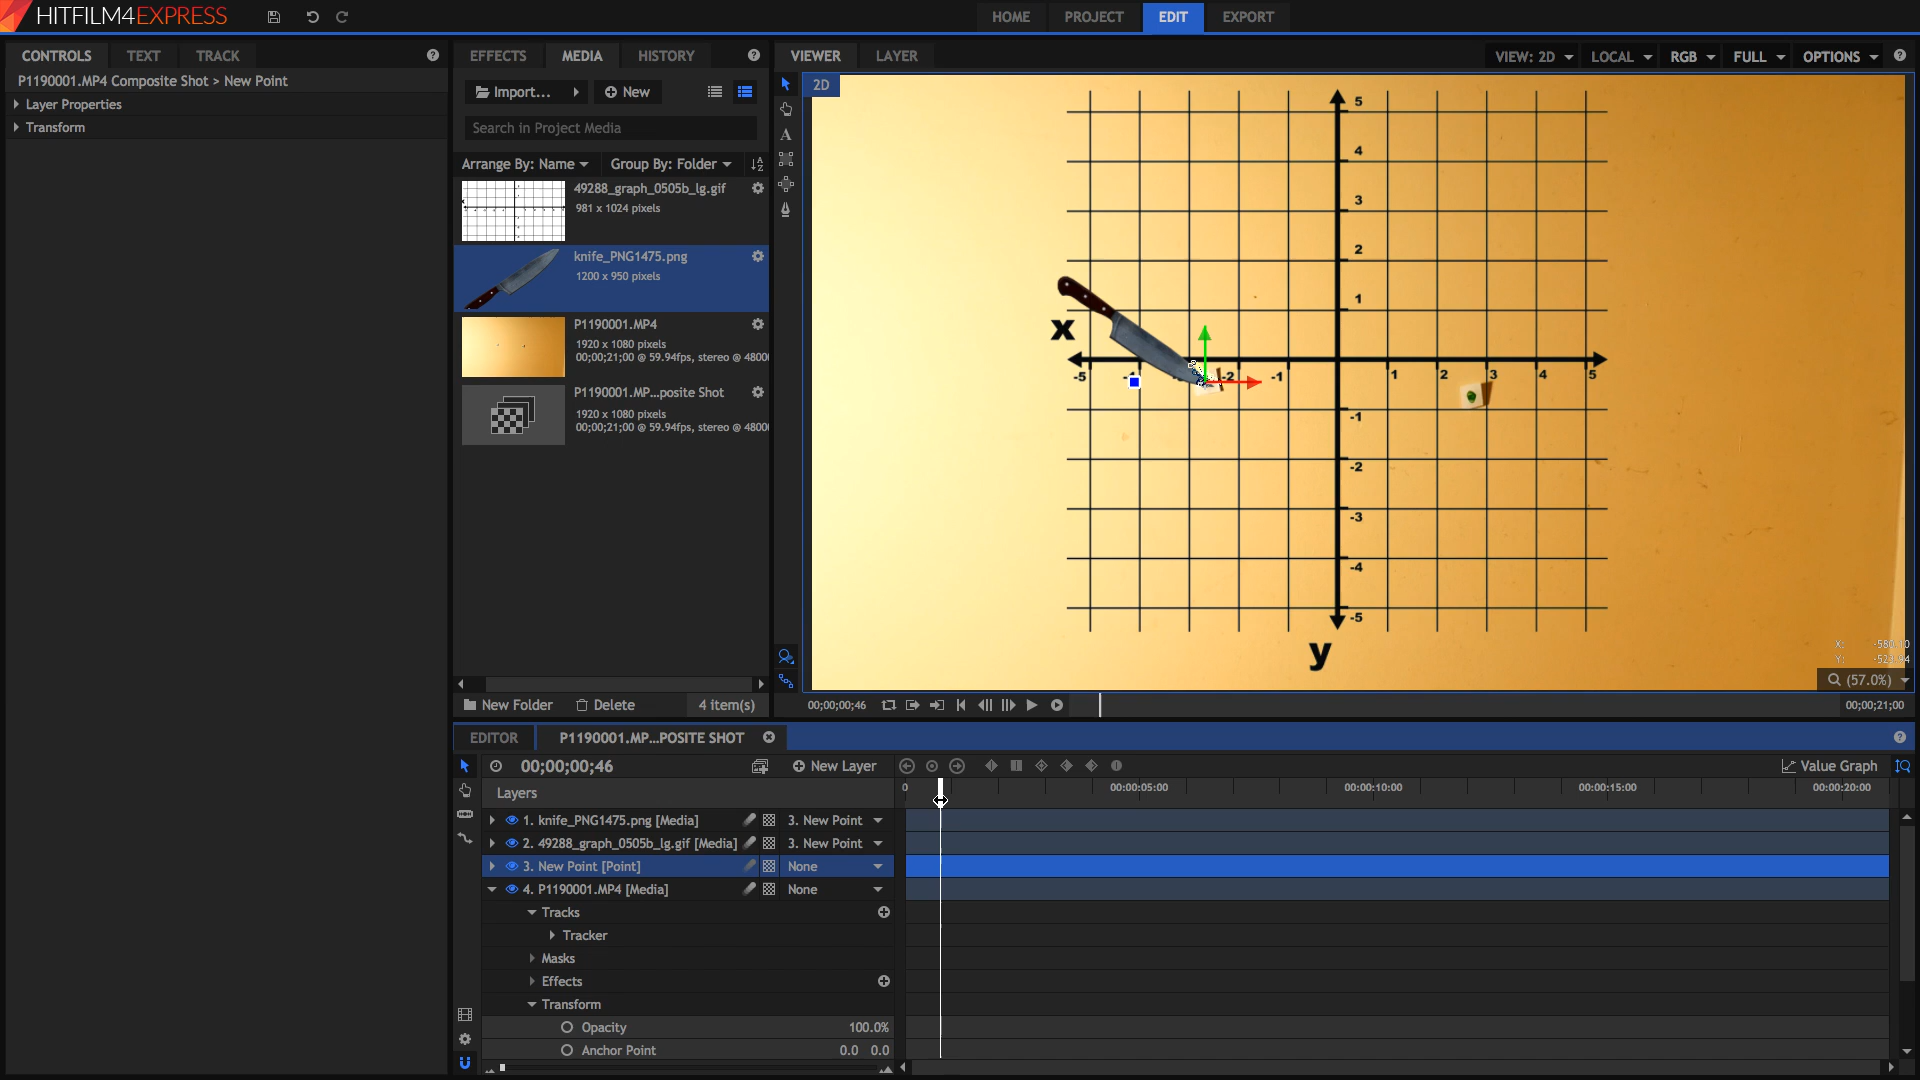 HITFILM4EXPRESS
HOME PROJECT EDIT EXPORT
CONTROLS TEXT TRACK
P1190001.MP4 Composite Shot > New Point
Layer Properties
Transform
EFFECTS MEDIA HISTORY
Import... New
Search in Project Media
Arrange By: Name Group By: Folder
49288_graph_0505b_lg.gif
981 x 1024 pixels
knife_PNG1475.png
1200 x 950 pixels
P1190001.MP4
1920 x 1080 pixels
00;00;21;00 @ 59.94fps, stereo @ 4800
P1190001.MP...posite Shot
1920 x 1080 pixels
00;00;21;00 @ 59.94fps, stereo @ 4800
New Folder Delete 4 item(s)
VIEWER LAYER
VIEW: 2D LOCAL RGB FULL OPTIONS
2D
5
4
3
2
1
x
-5 -2 -1 1 2 3 4 5
-1
-2
-3
-4
-5
y
X:
Y:
(57.0%)
00;00;00;46 00;00;21;00
EDITOR P1190001.MP...POSITE SHOT
00;00;00;46 New Layer Value Graph
Layers 0 00:00:05;00 00:00:10;00 00:00:15;00 00:00:20;00
1. knife_PNG1475.png [Media] 3. New Point
2. 49288_graph_0505b_lg.gif [Media] 3. New Point
3. New Point [Point] None
4. P1190001.MP4 [Media] None
Tracks
Tracker
Masks
Effects
Transform
Opacity 100.0%
Anchor Point 0.0 0.0